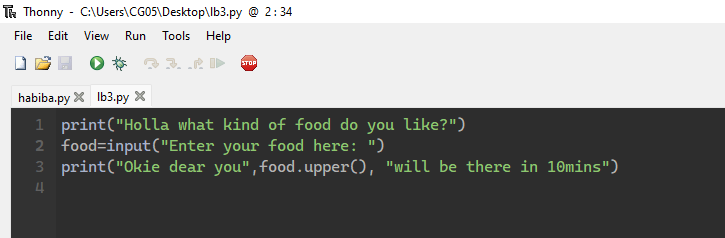 Thonny - C:\Users\CG05\Desktop\lb3.py @ 2:34
File Edit View Run Tools Help
STOP
habiba.py lb3.py
1 print("Holla what kind of food do you like?")
2 food=input("Enter your food here: ")
3 print("Okie dear you",food.upper(), "will be there in 10mins")
4